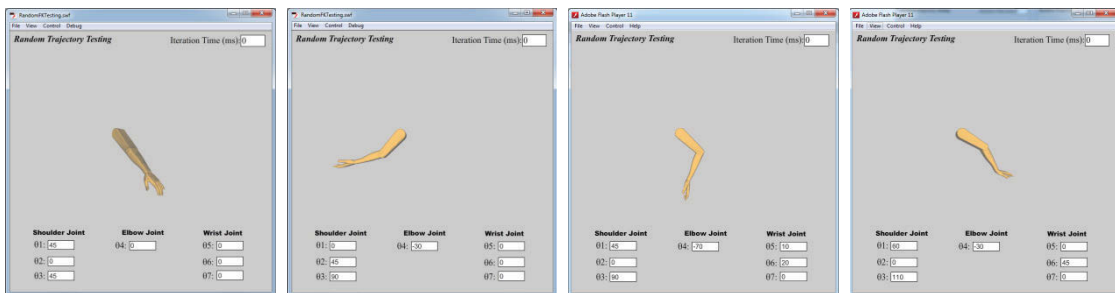 RandomFKTesting.swf
File View Control Debug
Random Trajectory Testing Iteration Time (ms): 0
Shoulder Joint Elbow Joint Wrist Joint
θ1: 45 θ4: 0 θ5: 0
θ2: 0 θ6: 0
θ3: 45 θ7: 0
RandomFKTesting.swf
File View Control Debug
Random Trajectory Testing Iteration Time (ms): 0
Shoulder Joint Elbow Joint Wrist Joint
θ1: 0 θ4: -30 θ5: 0
θ2: 45 θ6: 0
θ3: 90 θ7: 0
Adobe Flash Player 11
File View Control Help
Random Trajectory Testing Iteration Time (ms): 0
Shoulder Joint Elbow Joint Wrist Joint
θ1: 45 θ4: -70 θ5: 10
θ2: 0 θ6: 20
θ3: 90 θ7: 0
Adobe Flash Player 11
File View Control Help
Random Trajectory Testing Iteration Time (ms): 0
Shoulder Joint Elbow Joint Wrist Joint
θ1: 60 θ4: -30 θ5: 0
θ2: 0 θ6: 45
θ3: 110 θ7: 0